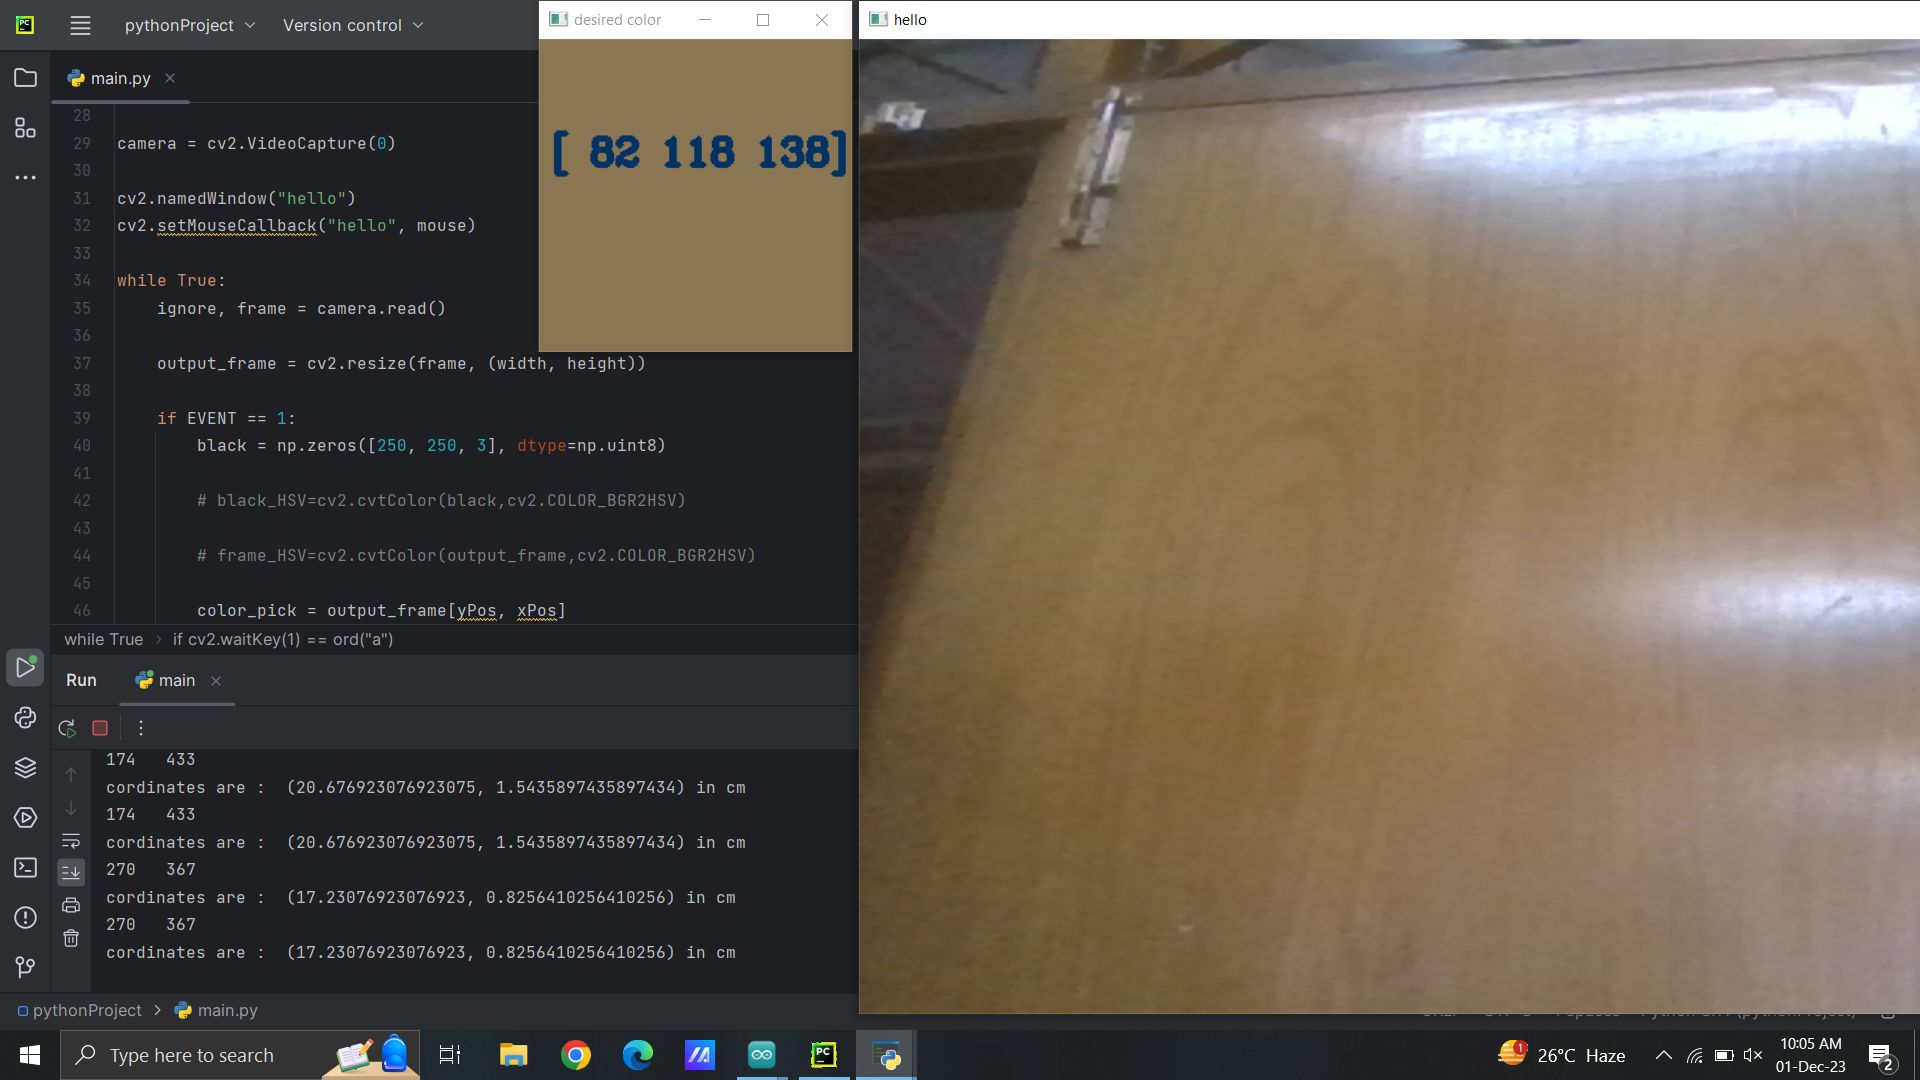 PC
pythonProject
Version control
desired color
hello
main.py
[ 82 118 138]
28
29 camera = cv2.VideoCapture(0)
30
31 cv2.namedWindow("hello")
32 cv2.setMouseCallback("hello", mouse)
33
34 while True:
35 ignore, frame = camera.read()
36
37 output_frame = cv2.resize(frame, (width, height))
38
39 if EVENT == 1:
40 black = np.zeros([250, 250, 3], dtype=np.uint8)
41
42 # black_HSV=cv2.cvtColor(black,cv2.COLOR_BGR2HSV)
43
44 # frame_HSV=cv2.cvtColor(output_frame,cv2.COLOR_BGR2HSV)
45
46 color_pick = output_frame[yPos, xPos]
while True > if cv2.waitKey(1) == ord("a")
Run main
174 433
cordinates are : (20.676923076923075, 1.5435897435897434) in cm
174 433
cordinates are : (20.676923076923075, 1.5435897435897434) in cm
270 367
cordinates are : (17.23076923076923, 0.8256410256410256) in cm
270 367
cordinates are : (17.23076923076923, 0.8256410256410256) in cm
pythonProject > main.py
Type here to search
PC
1
26°C Haze
10:05 AM
01-Dec-23
2